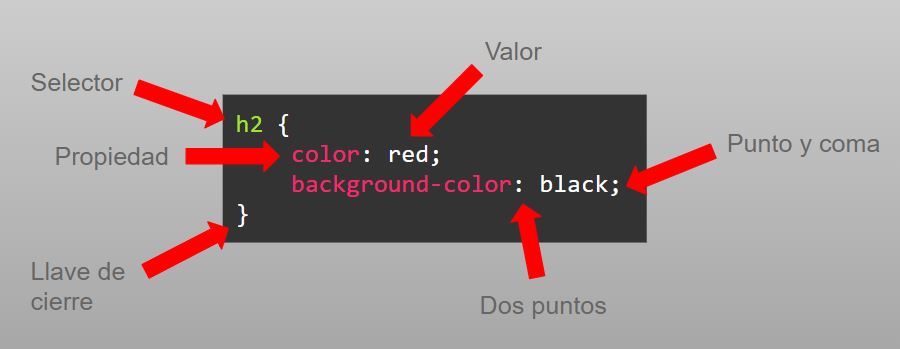 Valor
Selector
h2 {
color: red;
Propiedad
Punto y coma
background-color: black;
}
Llave de
cierre
Dos puntos